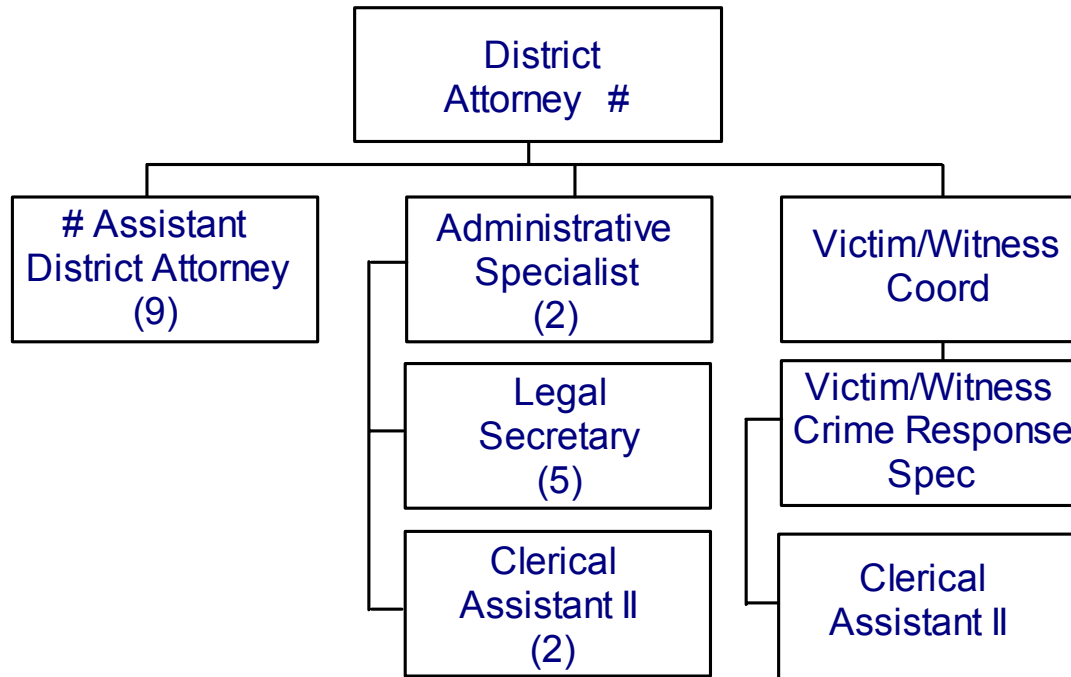 District
Attorney #
# Assistant
District Attorney
(9)
Administrative
Specialist
(2)
Victim/Witness
Coord
Legal
Secretary
(5)
Victim/Witness
Crime Response
Spec
Clerical
Assistant II
(2)
Clerical
Assistant II